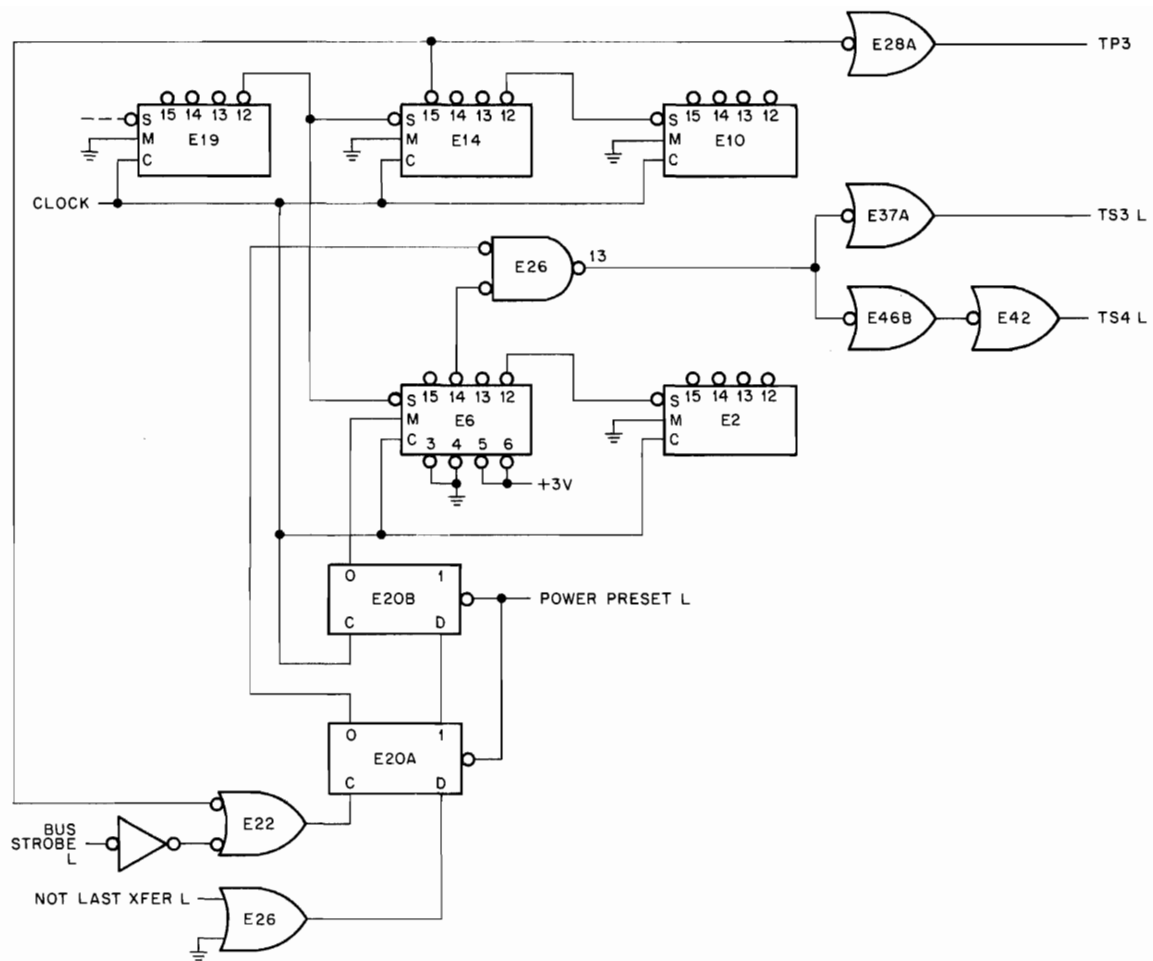 E28A TP3
15 14 13 12
S
M E19
C
15 14 13 12
S
M E14
C
15 14 13 12
S
M E10
C
CLOCK
E37A TS3 L
E26 13
E46B E42 TS4 L
15 14 13 12
S
M E6
C 3 4 5 6
+3V
15 14 13 12
S
M E2
C
0 1
E20B
C D
POWER PRESET L
0 1
E20A
C D
E22
BUS
STROBE
L
NOT LAST XFER L
E26